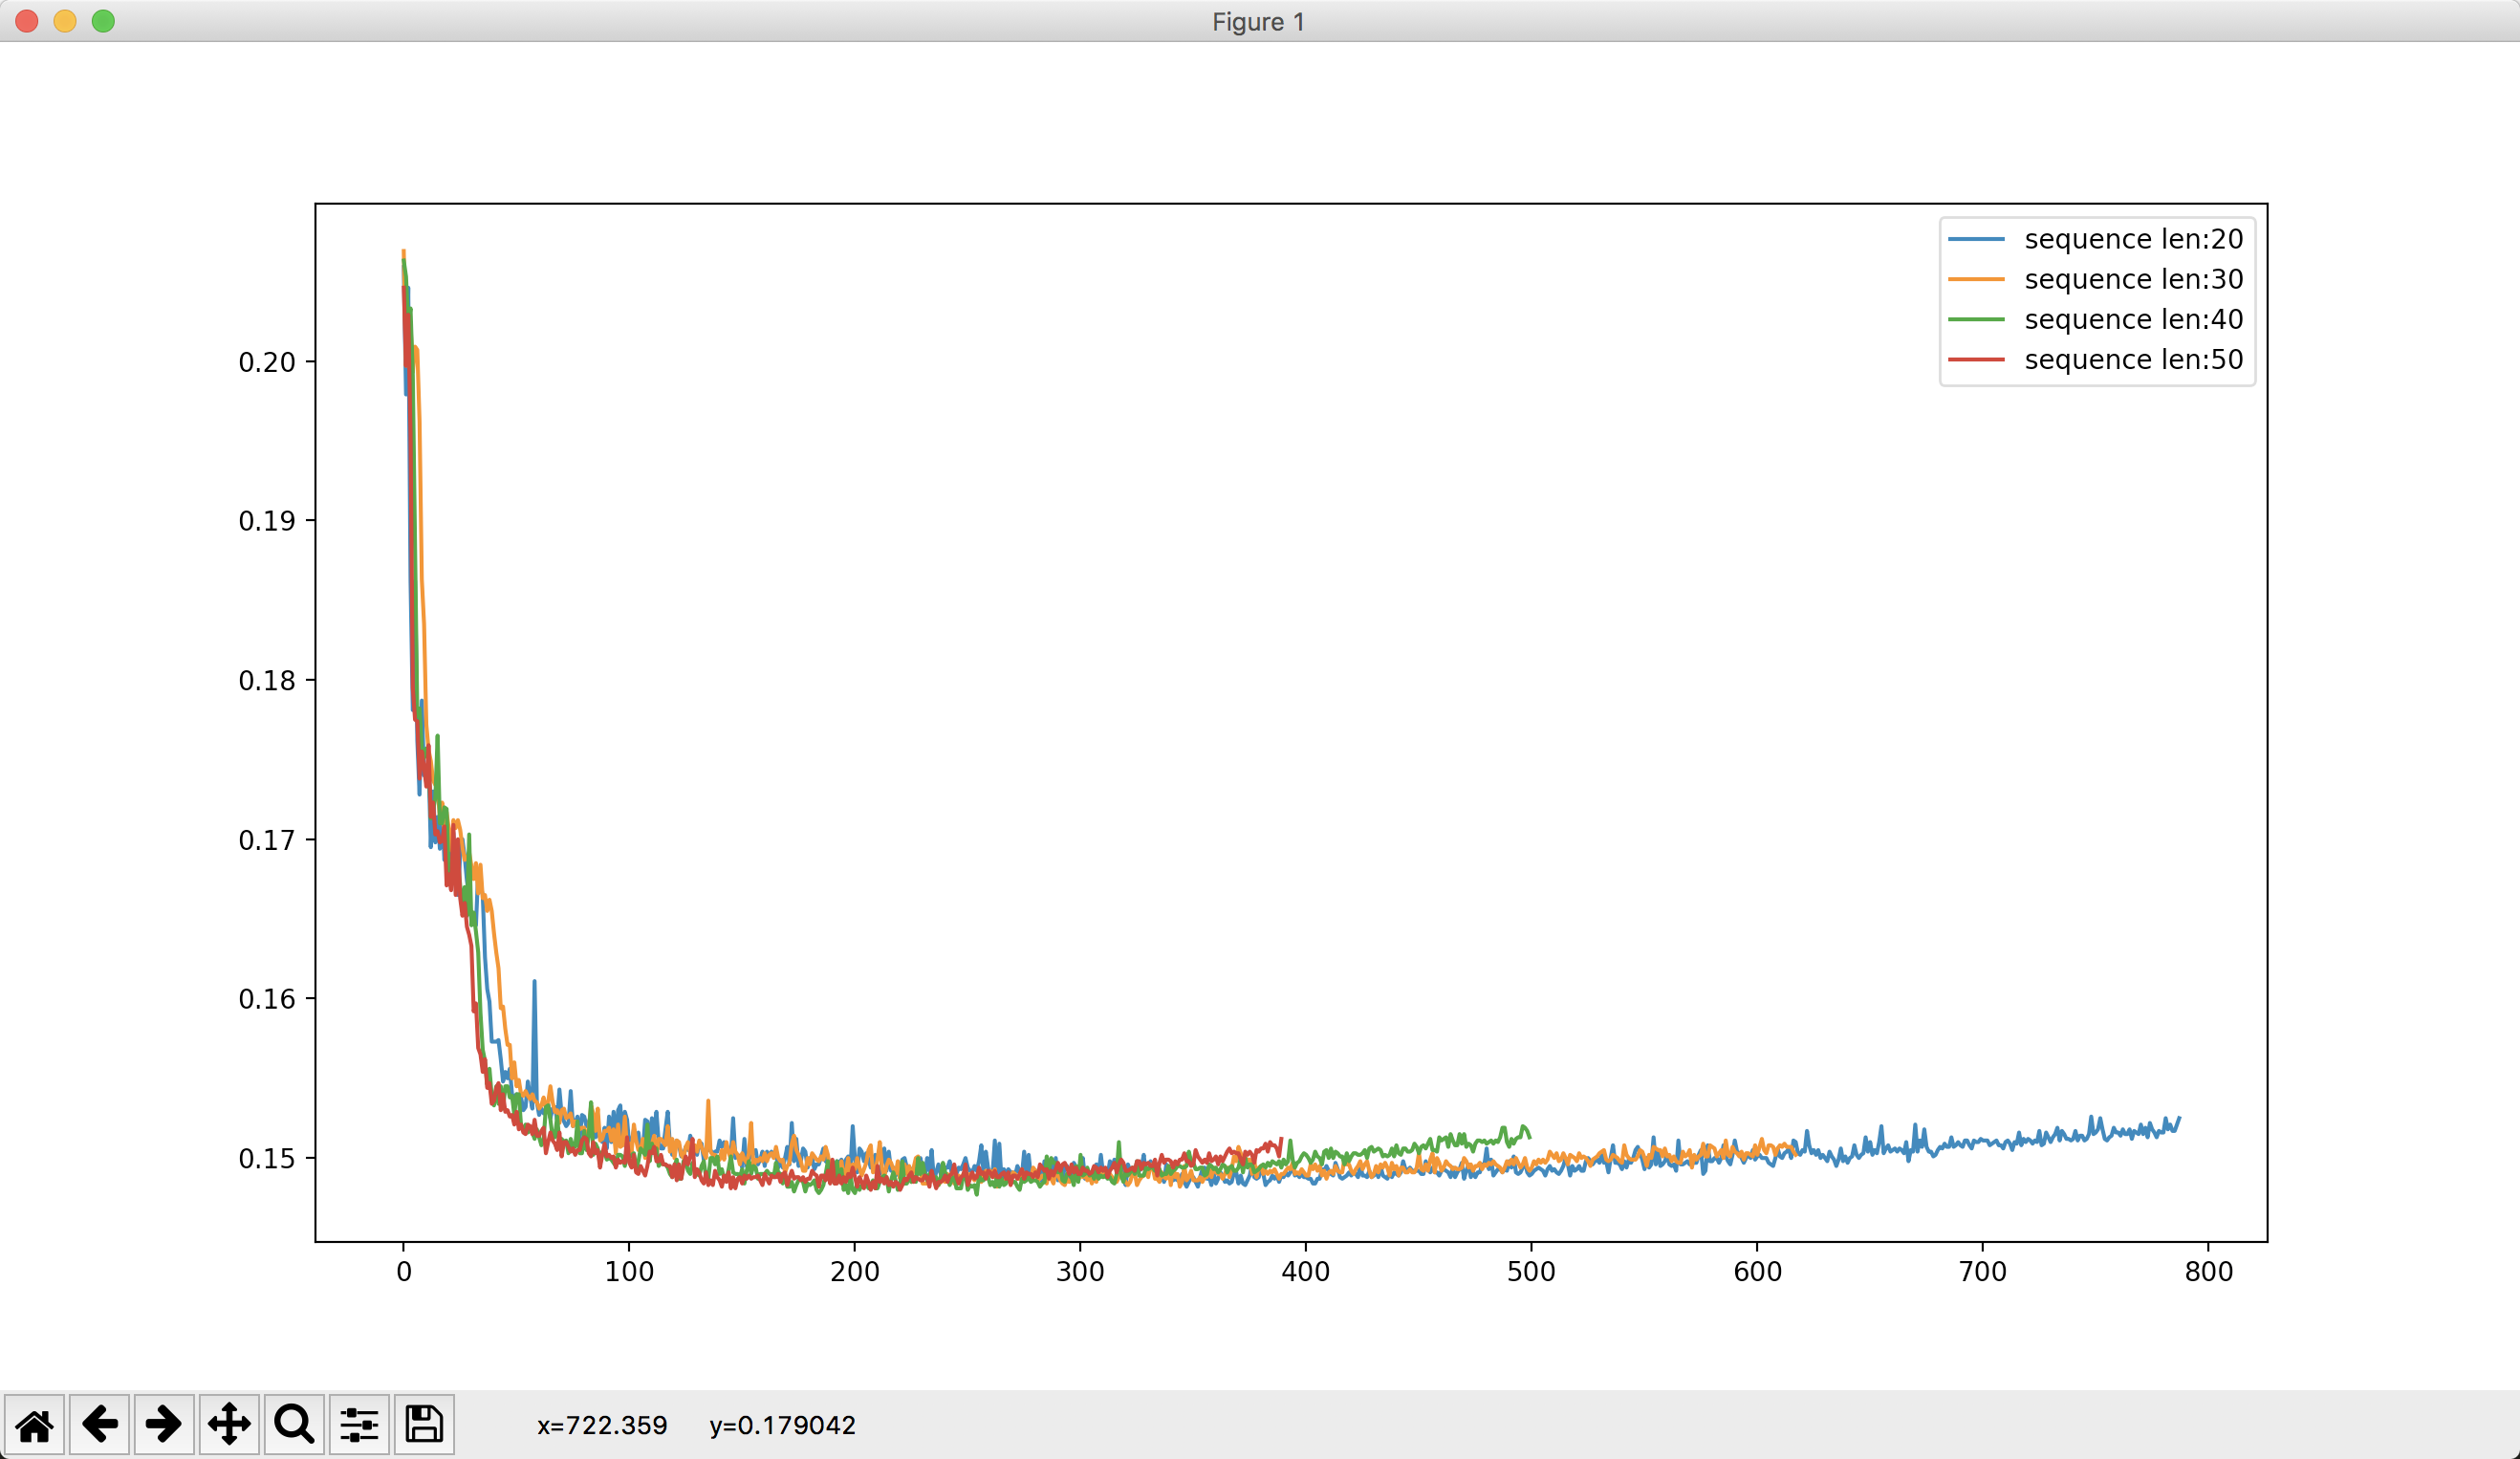 Figure 1
sequence len:20
sequence len:30
sequence len:40
sequence len:50
0.20
0.19
0.18
0.17
0.16
0.15
0 100 200 300 400 500 600 700 800
x=722.359 y=0.179042